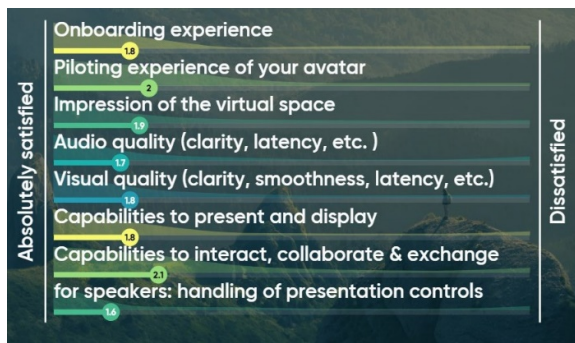 Onboarding experience
1.8
Piloting experience of your avatar
2
Impression of the virtual space
1.9
Audio quality (clarity, latency, etc. )
1.7
Visual quality (clarity, smoothness, latency, etc.)
1.8
Capabilities to present and display
1.8
Capabilities to interact, collaborate & exchange
2.1
for speakers: handling of presentation controls
1.6
Absolutely satisfied
Dissatisfied